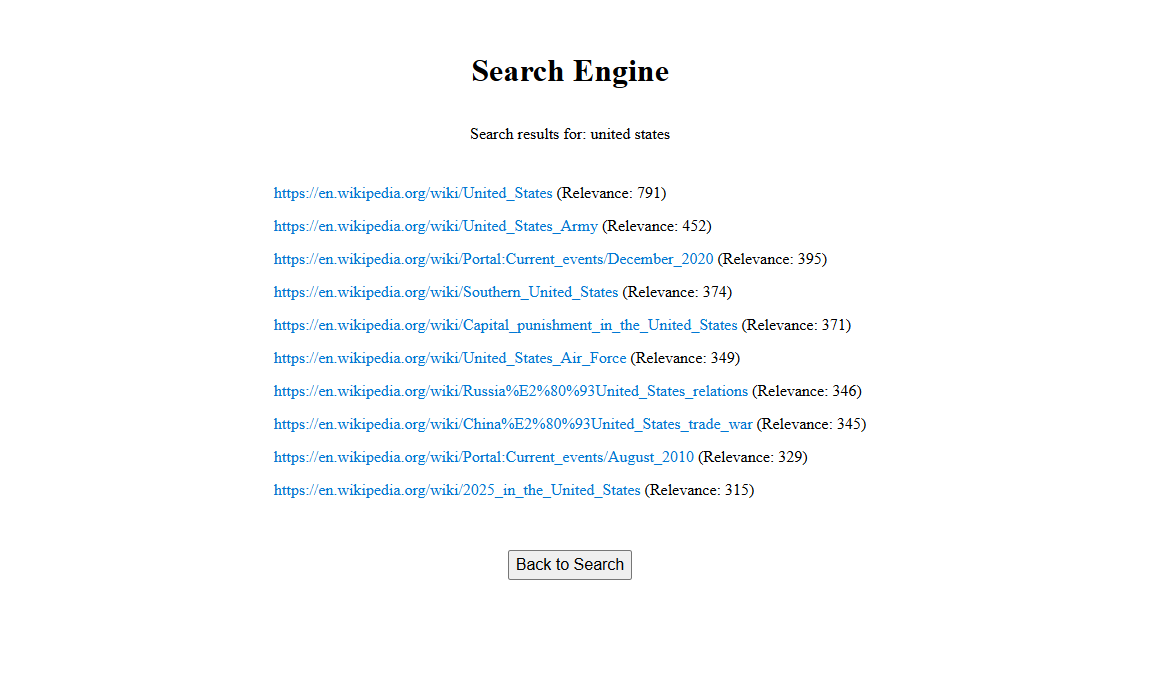 Search Engine
Search results for: united states
https://en.wikipedia.org/wiki/United_States (Relevance: 791)
https://en.wikipedia.org/wiki/United_States_Army (Relevance: 452)
https://en.wikipedia.org/wiki/Portal:Current_events/December_2020 (Relevance: 395)
https://en.wikipedia.org/wiki/Southern_United_States (Relevance: 374)
https://en.wikipedia.org/wiki/Capital_punishment_in_the_United_States (Relevance: 371)
https://en.wikipedia.org/wiki/United_States_Air_Force (Relevance: 349)
https://en.wikipedia.org/wiki/Russia%E2%80%93United_States_relations (Relevance: 346)
https://en.wikipedia.org/wiki/China%E2%80%93United_States_trade_war (Relevance: 345)
https://en.wikipedia.org/wiki/Portal:Current_events/August_2010 (Relevance: 329)
https://en.wikipedia.org/wiki/2025_in_the_United_States (Relevance: 315)
Back to Search